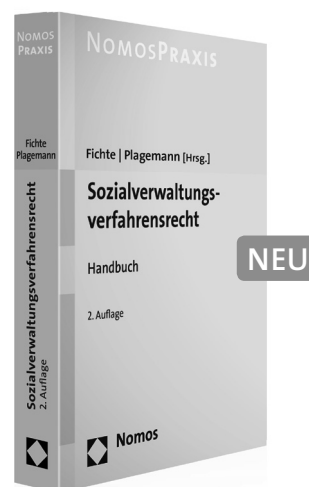 NOMOS
PRAXIS
Fichte
Plagemann
Sozialverwaltungsverfahrensrecht
2. Auflage
NOMOSPRAXIS
Fichte | Plagemann [Hrsg.]
Sozialverwaltungs-
verfahrensrecht
Handbuch
2. Auflage
Nomos
NEU